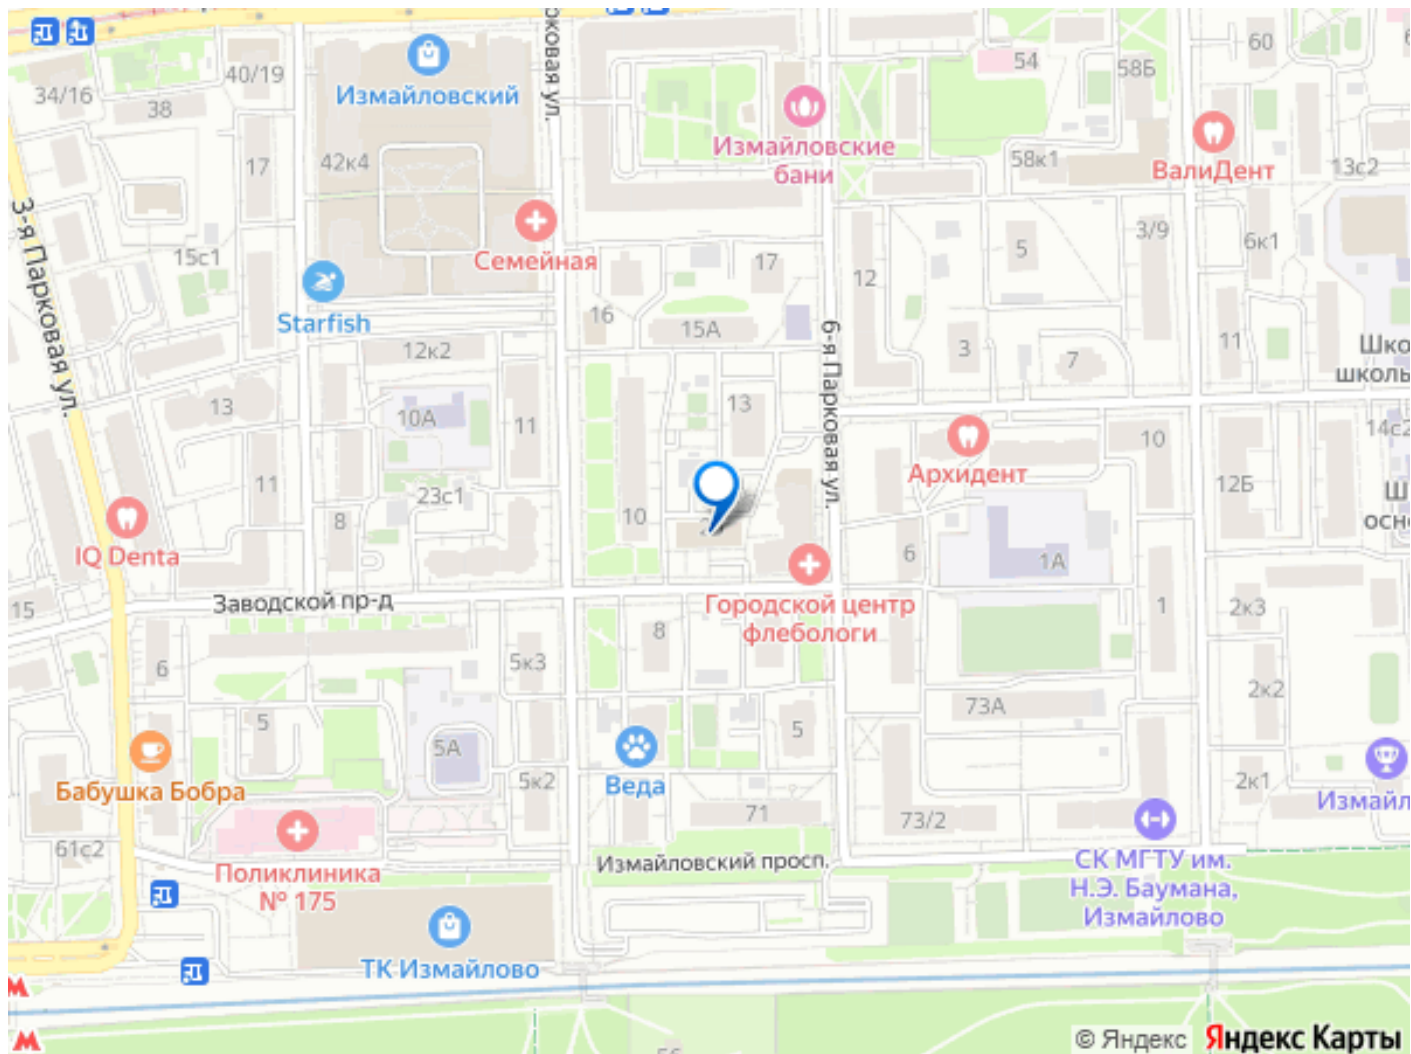 40/19
34/16
38
Измайловский
42к4
17
ковая ул.
Измайловские
бани
54
58Б
60
58к1
ВалиДент
13с2
3-я Парковая ул.
15с1
Семейная
Starfish
16
17
15А
12
5
3/9
6к1
12к2
6-я Парковая ул.
3
7
11
Шко
школь
13
10А
11
13
Архидент
10
14с2
11
23с1
8
10
12Б
Ш
осн
IQ Denta
6
1А
15
Заводской пр-д
Городской центр
флебологи
1
2к3
6
5к3
8
2к2
5
5А
73А
5
Бабушка Бобра
5к2
Веда
71
73/2
2к1
Измайл
61с2
Поликлиника
№ 175
Измайловский просп.
СК МГТУ им.
Н.Э. Баумана,
Измайлово
ТК Измайлово
© Яндекс Яндекс Карты